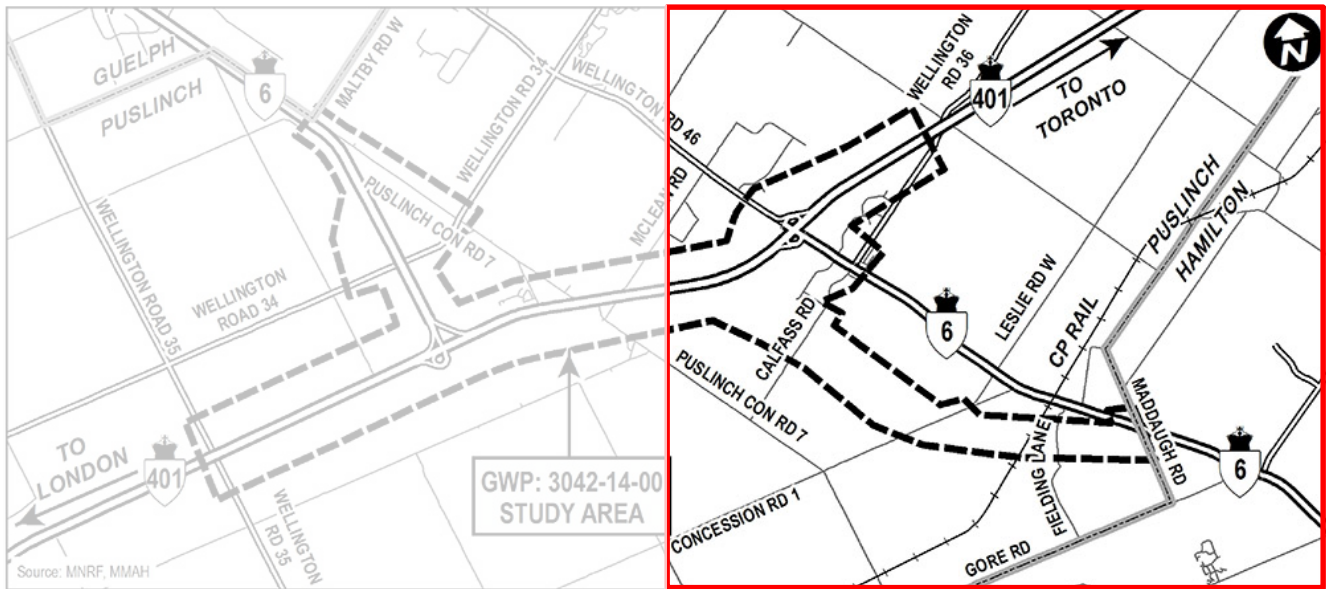 GUELPH
PUSLINCH
6
MALTBY RD W
WELLINGTON RD 34
WELLINGTON
RD 46
PUSLINCH CON RD 7
MCLEAN RD
WELLINGTON ROAD 35
WELLINGTON
ROAD 34
TO
LONDON
401
WELLINGTON
RD 35
GWP: 3042-14-00
STUDY AREA
Source: MNRF, MMAH
WELLINGTON
RD 36
401
TO
TORONTO
N
PUSLINCH
HAMILTON
CALFASS RD
6
LESLIE RD W
CP RAIL
PUSLINCH CON RD 7
MADDAUGH RD
FIELDING LANE
6
CONCESSION RD 1
GORE RD